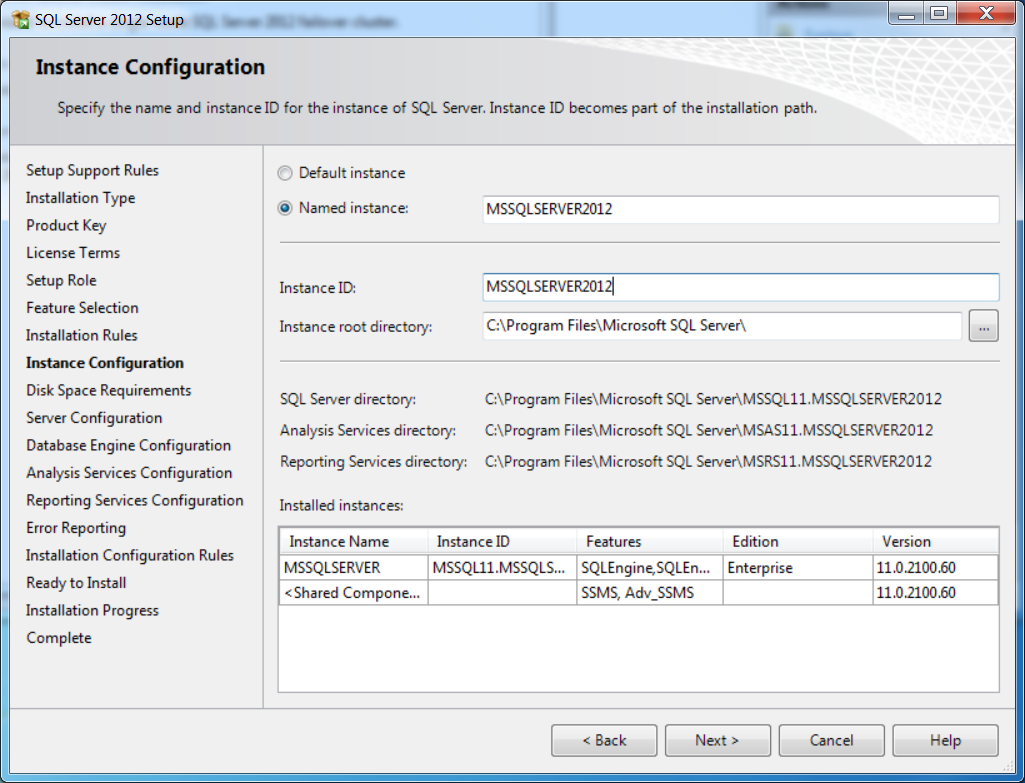 SQL Server 2012 Setup
Instance Configuration
Specify the name and instance ID for the instance of SQL Server. Instance ID becomes part of the installation path.
Setup Support Rules
Installation Type
Product Key
License Terms
Setup Role
Feature Selection
Installation Rules
Instance Configuration
Disk Space Requirements
Server Configuration
Database Engine Configuration
Analysis Services Configuration
Reporting Services Configuration
Error Reporting
Installation Configuration Rules
Ready to Install
Installation Progress
Complete
Default instance
Named instance: MSSQLSERVER2012
Instance ID: MSSQLSERVER2012
Instance root directory: C:\Program Files\Microsoft SQL Server\ ...
SQL Server directory: C:\Program Files\Microsoft SQL Server\MSSQL11.MSSQLSERVER2012
Analysis Services directory: C:\Program Files\Microsoft SQL Server\MSAS11.MSSQLSERVER2012
Reporting Services directory: C:\Program Files\Microsoft SQL Server\MSRS11.MSSQLSERVER2012
Installed instances:
Instance Name Instance ID Features Edition Version
MSSQLSERVER MSSQL11.MSSQLS... SQLEngine,SQLEn... Enterprise 11.0.2100.60
<Shared Compone... SSMS, Adv_SSMS 11.0.2100.60
< Back Next > Cancel Help